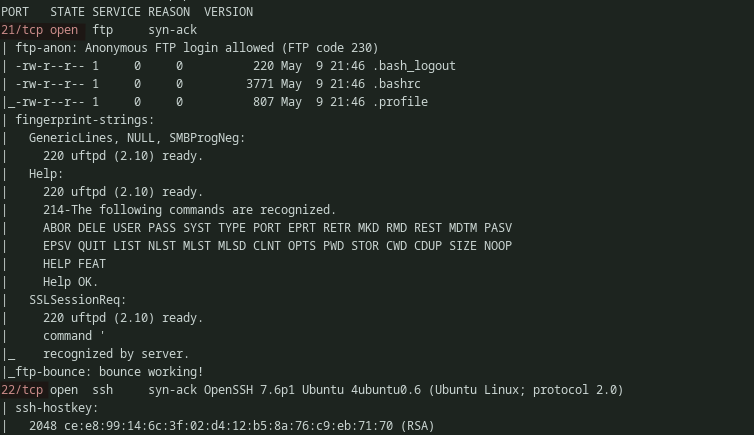 PORT STATE SERVICE REASON VERSION
21/tcp open ftp syn-ack
| ftp-anon: Anonymous FTP login allowed (FTP code 230)
| -rw-r--r-- 1 0 0 220 May 9 21:46 .bash_logout
| -rw-r--r-- 1 0 0 3771 May 9 21:46 .bashrc
|_-rw-r--r-- 1 0 0 807 May 9 21:46 .profile
| fingerprint-strings:
| GenericLines, NULL, SMBProgNeg:
| 220 uftpd (2.10) ready.
| Help:
| 220 uftpd (2.10) ready.
| 214-The following commands are recognized.
| ABOR DELE USER PASS SYST TYPE PORT EPRT RETR MKD RMD REST MDTM PASV
| EPSV QUIT LIST NLST MLST MLSD CLNT OPTS PWD STOR CWD CDUP SIZE NOOP
| HELP FEAT
| Help OK.
| SSLSessionReq:
| 220 uftpd (2.10) ready.
| command '
|_ recognized by server.
|_ftp-bounce: bounce working!
22/tcp open ssh syn-ack OpenSSH 7.6p1 Ubuntu 4ubuntu0.6 (Ubuntu Linux; protocol 2.0)
| ssh-hostkey:
| 2048 ce:e8:99:14:6c:3f:02:d4:12:b5:8a:76:c9:eb:71:70 (RSA)